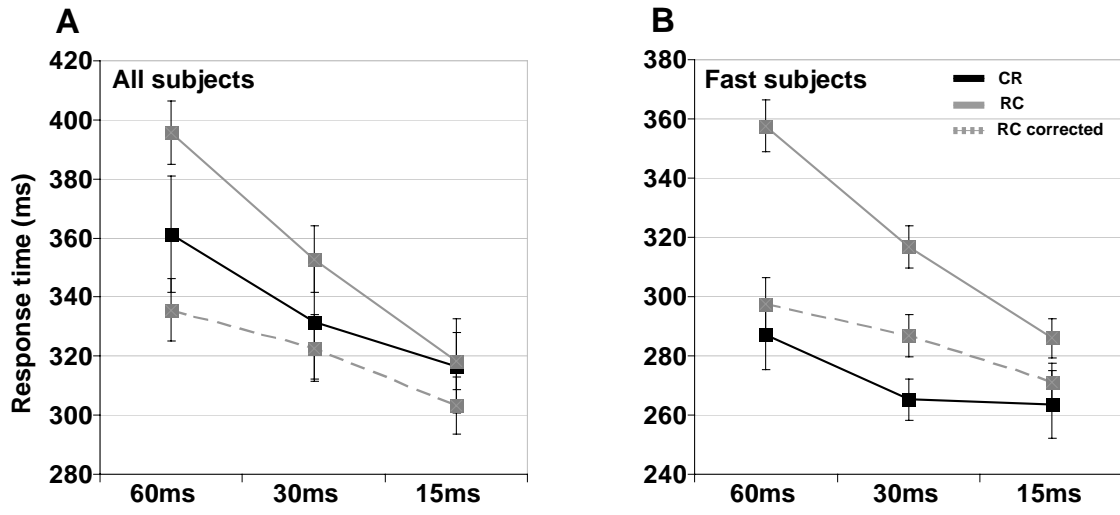 A
All subjects
Response time (ms)
420
400
380
360
340
320
300
280
60ms
30ms
15ms
B
Fast subjects
CR
RC
RC corrected
380
360
340
320
300
280
260
240
60ms
30ms
15ms